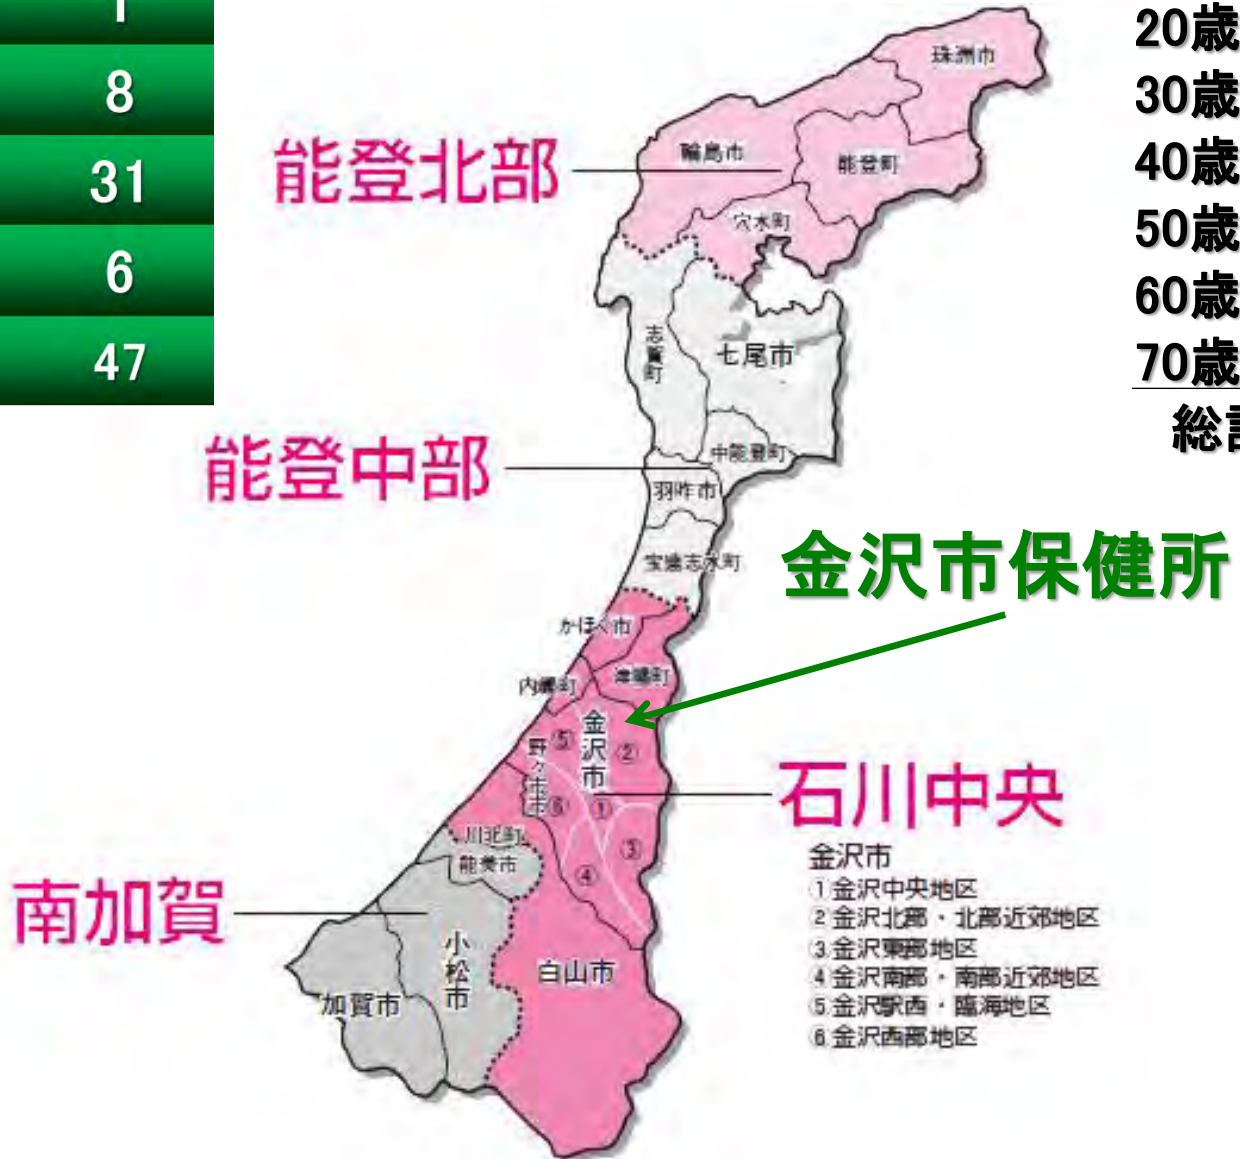 1
8
31
6
47
20歳
30歳
40歳
50歳
60歳
70歳
総
能登北部
珠洲市
輪島市
能登町
穴水町
志賀町
七尾市
能登中部
中能登町
羽咋市
宝達志水町
金沢市保健所
かほく市
津幡町
内灘町
金沢市
野々市市
⑤
②
⑥
①
③
④
石川中央
川北町
能美市
南加賀
小松市
加賀市
白山市
金沢市
①金沢中央地区
②金沢北部・北部近郊地区
③金沢東部地区
④金沢南部・南部近郊地区
⑤金沢駅西・臨海地区
⑥金沢西部地区